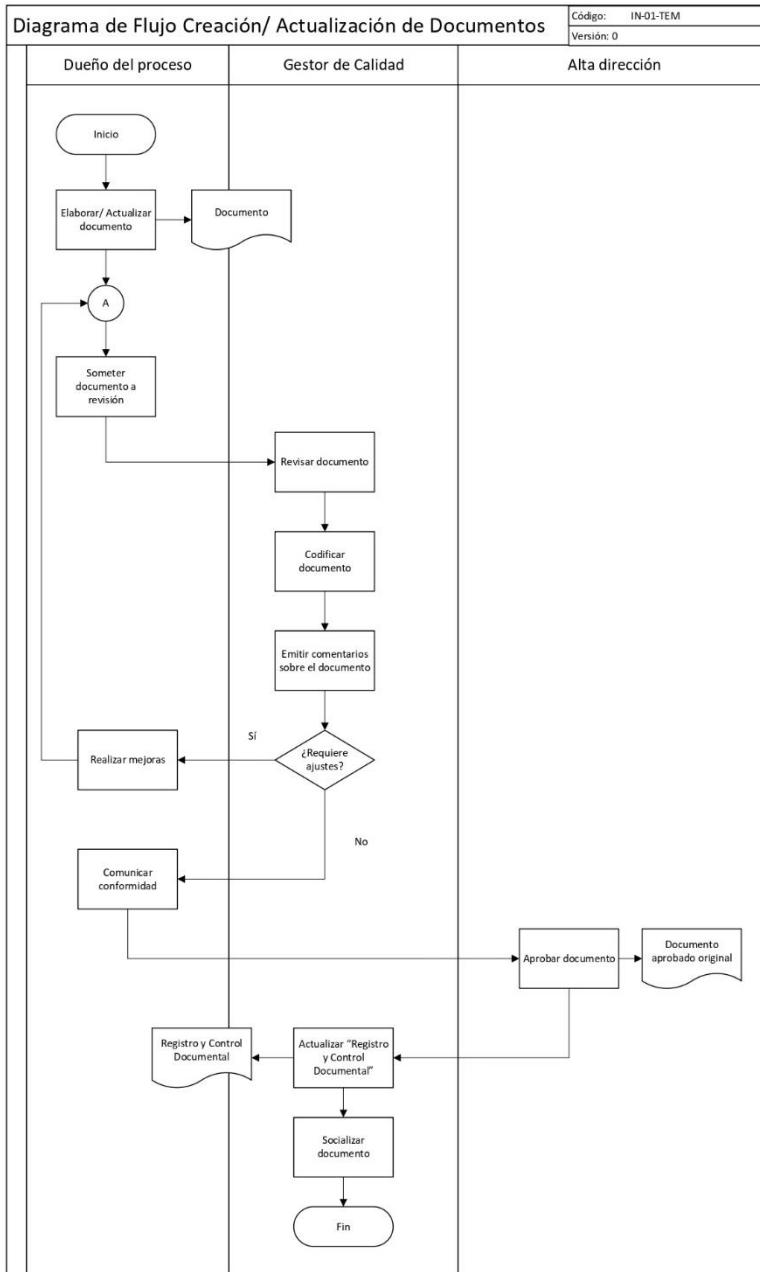 Diagrama de Flujo Creación/ Actualización de Documentos
Código: IN-01-TEM
Versión: 0
Dueño del proceso
Gestor de Calidad
Alta dirección
Inicio
Elaborar/ Actualizar
documento
Documento
A
Someter
documento a
revisión
Revisar documento
Codificar
documento
Emitir comentarios
sobre el documento
¿Requiere
ajustes?
Sí
Realizar mejoras
No
Comunicar
conformidad
Aprobar documento
Documento
aprobado original
Actualizar “Registro
y Control
Documental”
Registro y Control
Documental
Socializar
documento
Fin